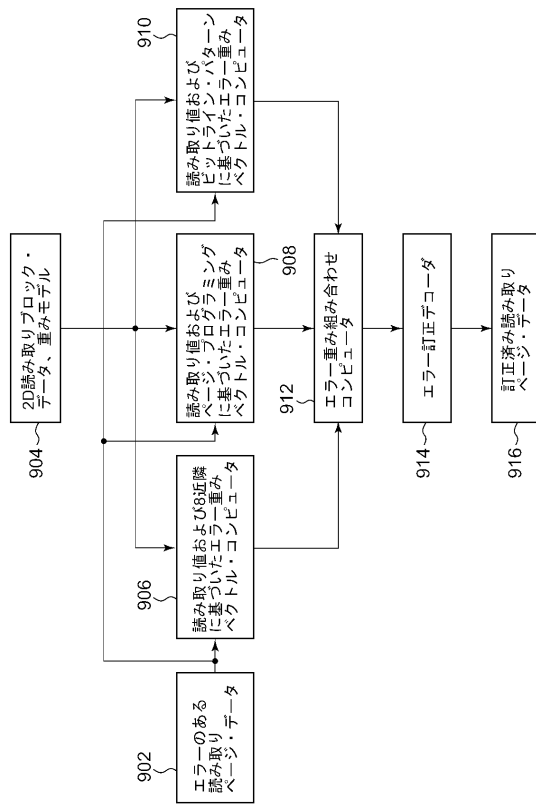 902
エラーのある
読み取り
ページ・データ
904
2D読み取りブロック・
データ、重みモデル
906
読み取り値および8近隣
に基づいたエラー重み
ベクトル・コンピュータ
908
読み取り値および
ページ・プログラミング
に基づいたエラー重み
ベクトル・コンピュータ
910
読み取り値および
ビットライン・パターン
に基づいたエラー重み
ベクトル・コンピュータ
912
エラー重み組み合わせ
コンピュータ
914
エラー訂正デコーダ
916
訂正済み読み取り
ページ・データ